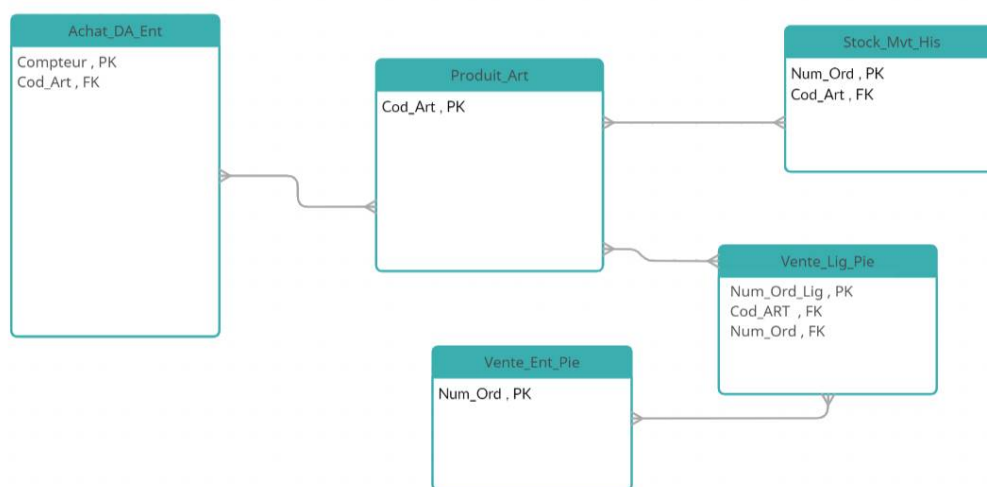 Achat_DA_Ent
Compteur , PK
Cod_Art , FK
Produit_Art
Cod_Art , PK
Stock_Mvt_His
Num_Ord , PK
Cod_Art , FK
Vente_Lig_Pie
Num_Ord_Lig , PK
Cod_ART , FK
Num_Ord , FK
Vente_Ent_Pie
Num_Ord , PK